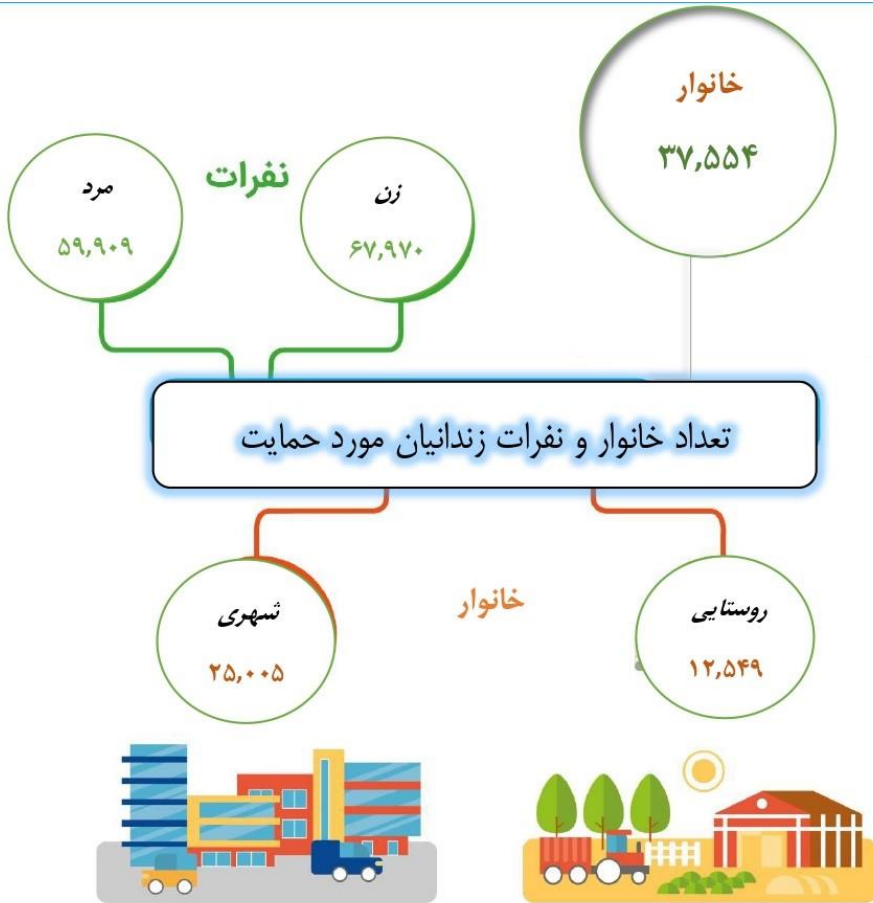 خانوار
۳۷,۵۵۴
نفرات
زن
۶۷,۹۷۰
مرد
۵۹,۹۰۹
تعداد خانوار و نفرات زندانیان مورد حمایت
خانوار
روستایی
۱۲,۵۴۹
شهری
۲۵,۰۰۵